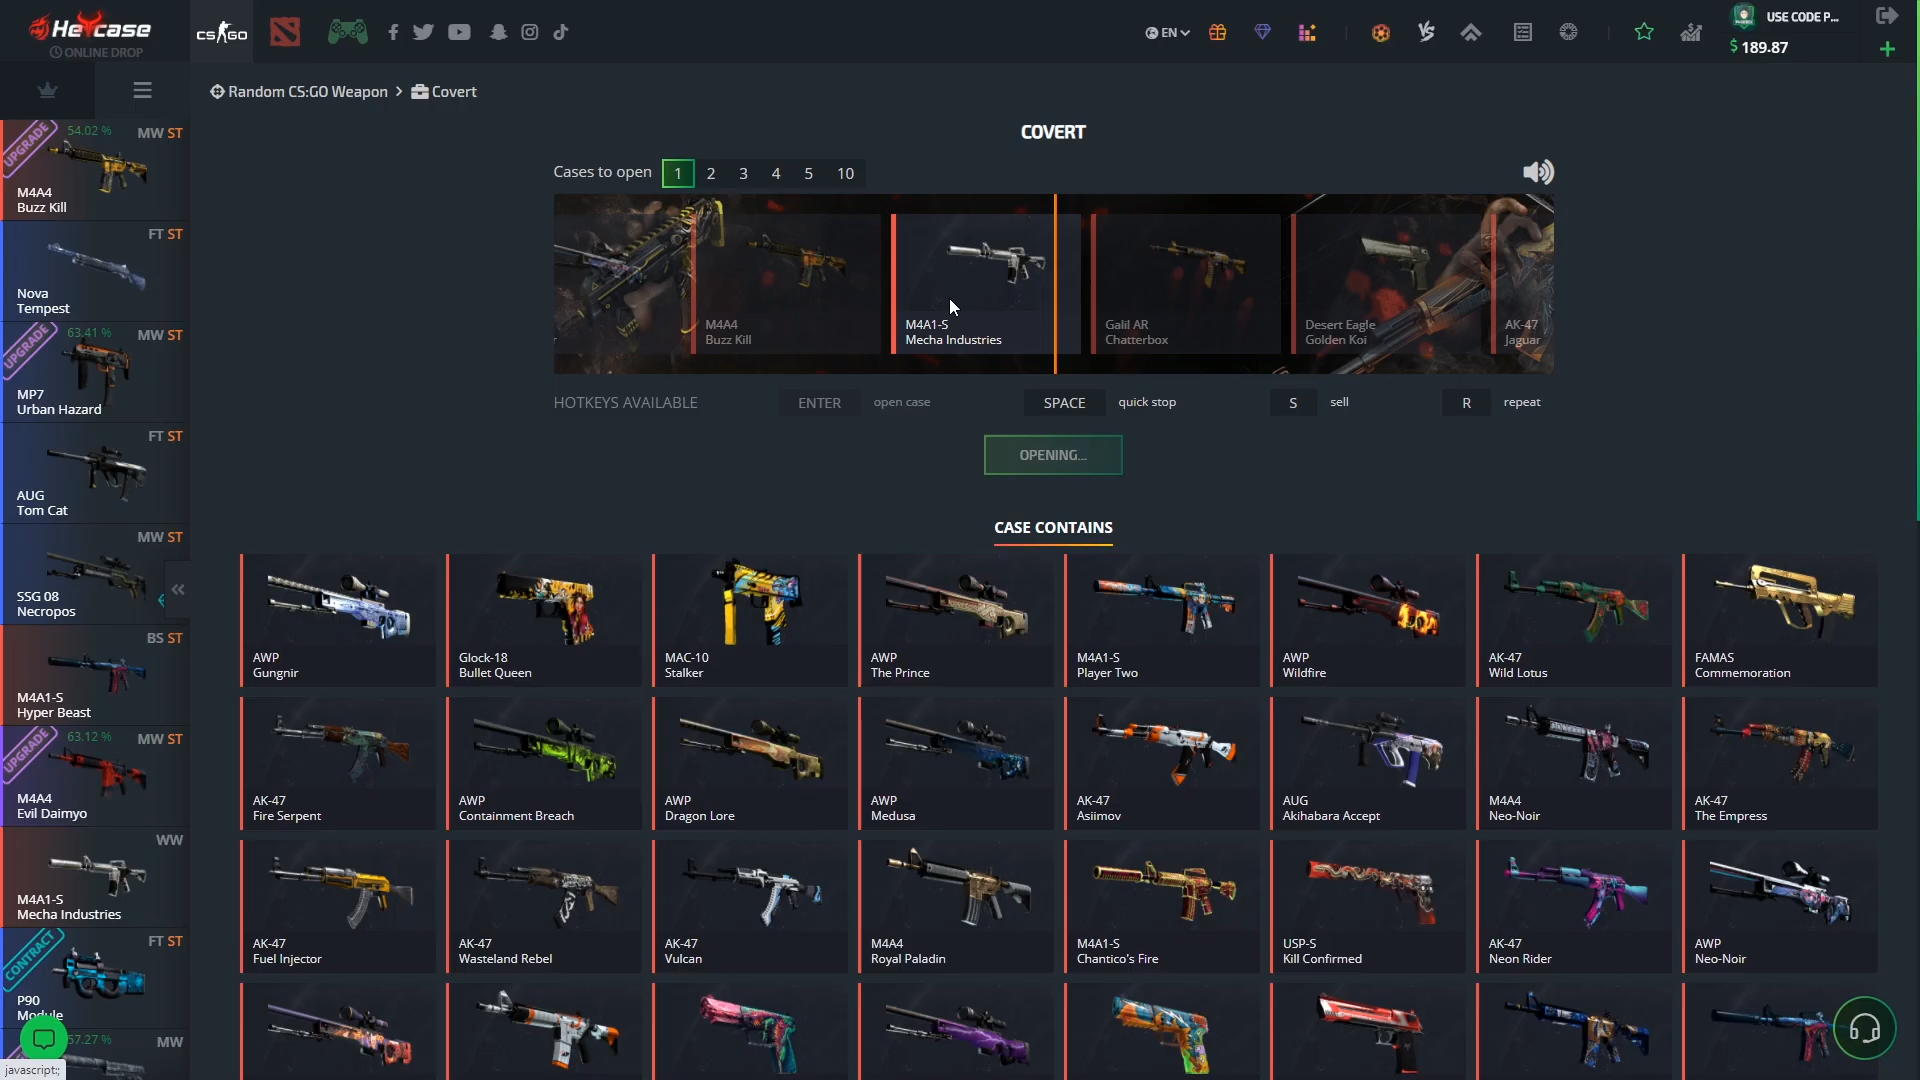 Hellcase
ONLINE DROP
CS:GO
EN
USE CODE P...
$ 189.87
Random CS:GO Weapon > Covert
COVERT
Cases to open 1 2 3 4 5 10
M4A4
Buzz Kill
M4A1-S
Mecha Industries
Galil AR
Chatterbox
Desert Eagle
Golden Koi
AK-47
Jaguar
HOTKEYS AVAILABLE ENTER open case SPACE quick stop S sell R repeat
OPENING...
CASE CONTAINS
AWP
Gungnir
Glock-18
Bullet Queen
MAC-10
Stalker
AWP
The Prince
M4A1-S
Player Two
AWP
Wildfire
AK-47
Wild Lotus
FAMAS
Commemoration
AK-47
Fire Serpent
AWP
Containment Breach
AWP
Dragon Lore
AWP
Medusa
AK-47
Asiimov
AUG
Akihabara Accept
M4A4
Neo-Noir
AK-47
The Empress
AK-47
Fuel Injector
AK-47
Wasteland Rebel
AK-47
Vulcan
M4A4
Royal Paladin
M4A1-S
Chantico's Fire
USP-S
Kill Confirmed
AK-47
Neon Rider
AWP
Neo-Noir
UPGRADE
54.02 %
MW ST
M4A4
Buzz Kill
FT ST
Nova
Tempest
UPGRADE
63.41 %
MW ST
MP7
Urban Hazard
FT ST
AUG
Tom Cat
MW ST
SSG 08
Necropos
BS ST
M4A1-S
Hyper Beast
UPGRADE
63.12 %
MW ST
M4A4
Evil Daimyo
WW
M4A1-S
Mecha Industries
CONTRACT
FT ST
P90
Module
57.27 %
MW
javascript:;